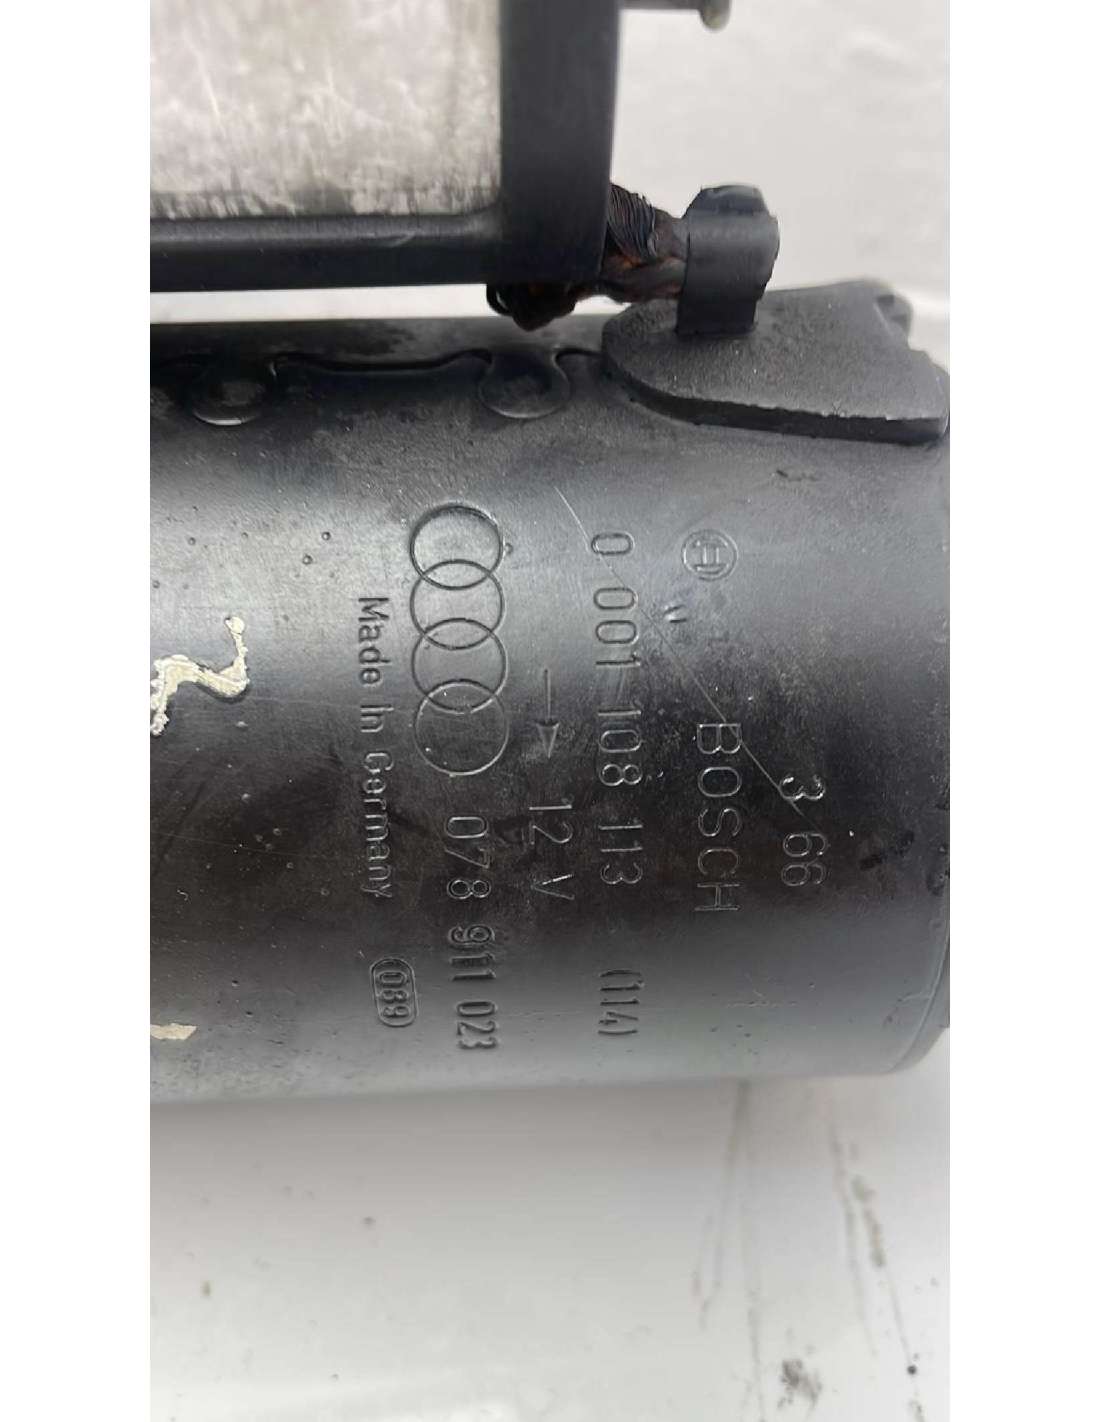 3 66
BOSCH
0 001 108 113 (114)
12 V
078 911 023
Made in Germany (089)